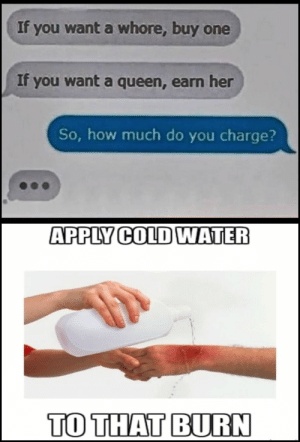 If you want a whore, buy one
If you want a queen, earn her
So, how much do you charge?
APPLY COLD WATER
TO THAT BURN